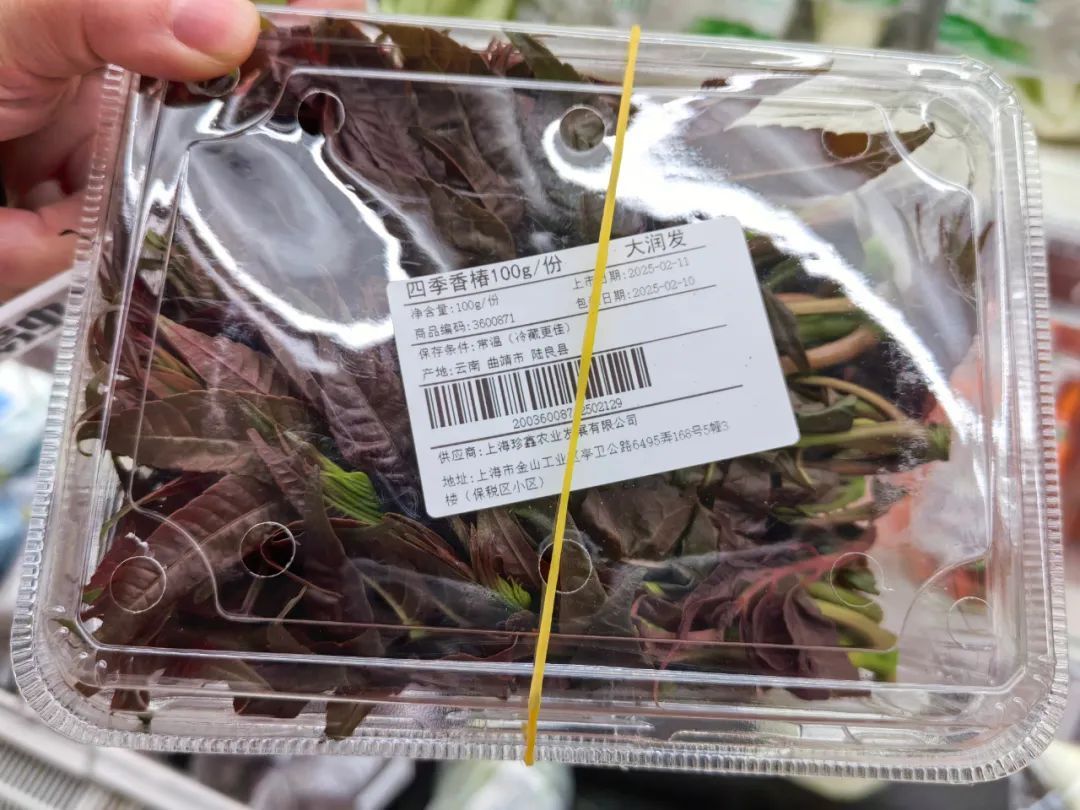 四季香椿100g/份 大润发
净含量:100g/份 上市日期:2025-02-11
商品编码:3600871 包装日期:2025-02-10
保存条件:常温（冷藏更佳）
产地:云南 曲靖市 陆良县
供应商:上海珍鑫农业发展有限公司
地址:上海市金山工业区亭卫公路6495弄168号5幢3
楼（保税区小区）